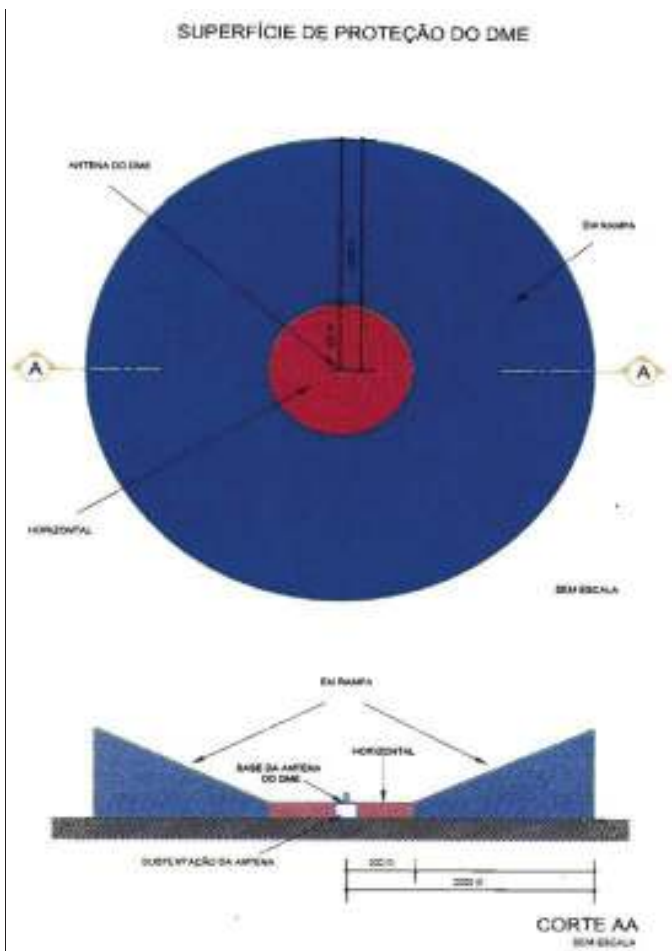 SUPERFÍCIE DE PROTEÇÃO DO DME
ANTENA DO DME
EM RAMPA
A
A
HORIZONTAL
SEM ESCALA
EM RAMPA
HORIZONTAL
BASE DA ANTENA
DO DME
SUSTENTAÇÃO DA ANTENA
CORTE AA
SEM ESCALA